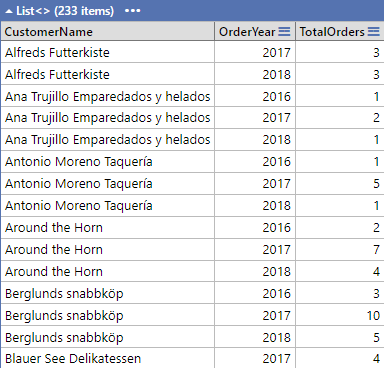 List<> (233 items) •••
CustomerName OrderYear TotalOrders
Alfreds Futterkiste 2017 3
Alfreds Futterkiste 2018 3
Ana Trujillo Emparedados y helados 2016 1
Ana Trujillo Emparedados y helados 2017 2
Ana Trujillo Emparedados y helados 2018 1
Antonio Moreno Taquería 2016 1
Antonio Moreno Taquería 2017 5
Antonio Moreno Taquería 2018 1
Around the Horn 2016 2
Around the Horn 2017 7
Around the Horn 2018 4
Berglunds snabbköp 2016 3
Berglunds snabbköp 2017 10
Berglunds snabbköp 2018 5
Blauer See Delikatessen 2017 4